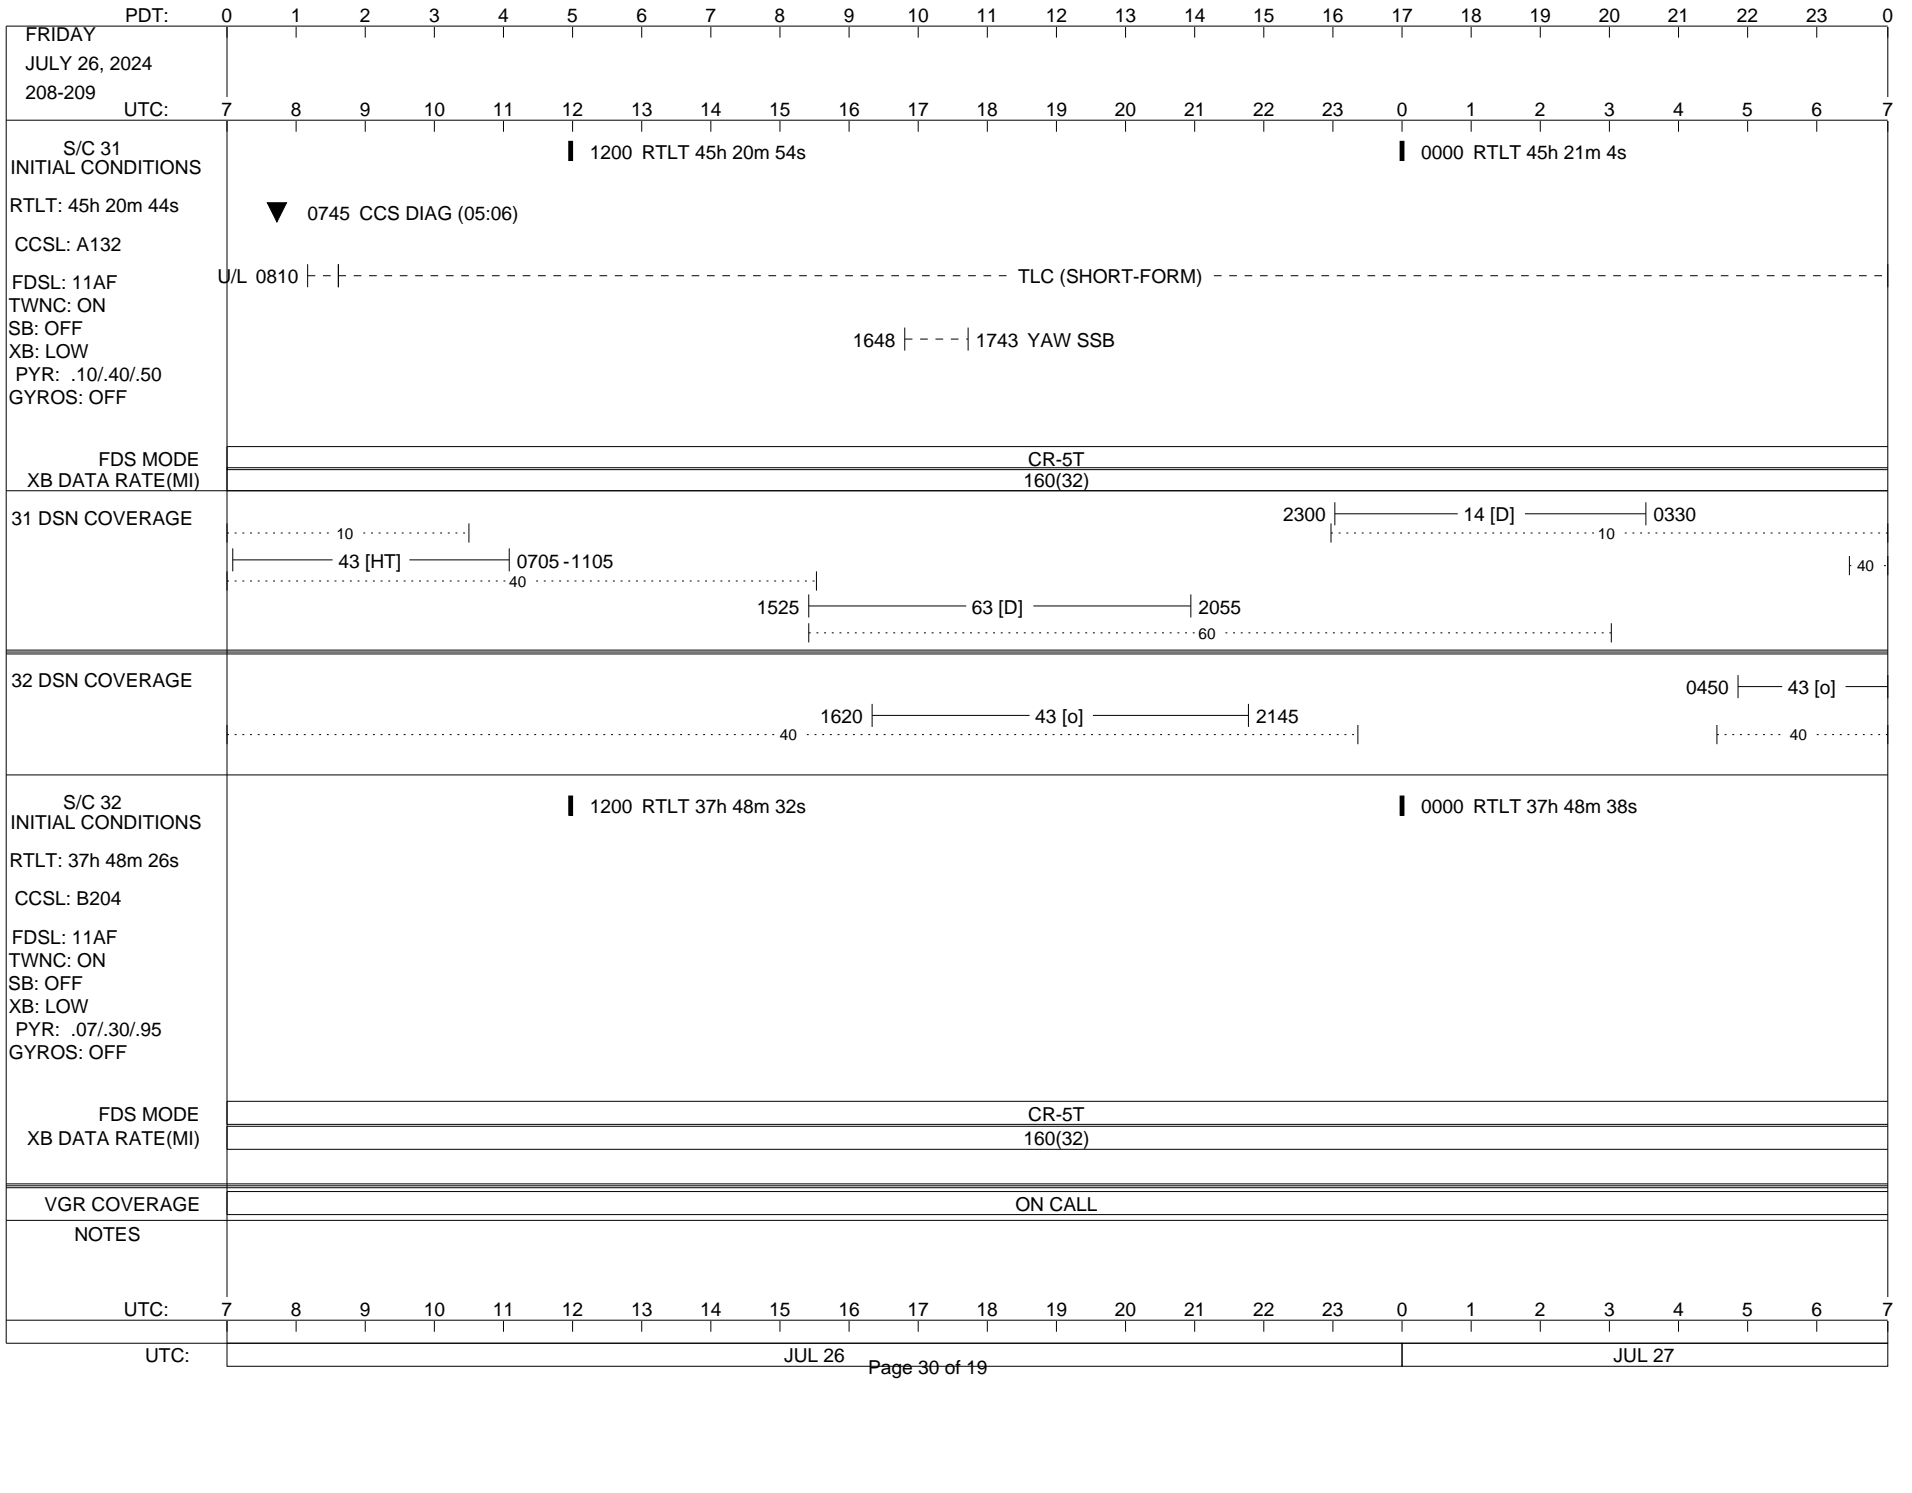 PDT: 0 1 2 3 4 5 6 7 8 9 10 11 12 13 14 15 16 17 18 19 20 21 22 23 0
FRIDAY
JULY 26, 2024
208-209
UTC: 7 8 9 10 11 12 13 14 15 16 17 18 19 20 21 22 23 0 1 2 3 4 5 6 7
S/C 31
INITIAL CONDITIONS
1200 RTLT 45h 20m 54s
0000 RTLT 45h 21m 4s
RTLT: 45h 20m 44s
0745 CCS DIAG (05:06)
CCSL: A132
U/L 0810
TLC (SHORT-FORM)
FDSL: 11AF
TWNC: ON
SB: OFF
XB: LOW
PYR: .10/.40/.50
GYROS: OFF
1648
1743 YAW SSB
FDS MODE
CR-5T
XB DATA RATE(MI)
160(32)
31 DSN COVERAGE
2300 14 [D] 0330
10
10
43 [HT] 0705 -1105
40
40
1525 63 [D] 2055
60
32 DSN COVERAGE
0450 43 [o]
1620 43 [o] 2145
40
40
S/C 32
INITIAL CONDITIONS
1200 RTLT 37h 48m 32s
0000 RTLT 37h 48m 38s
RTLT: 37h 48m 26s
CCSL: B204
FDSL: 11AF
TWNC: ON
SB: OFF
XB: LOW
PYR: .07/.30/.95
GYROS: OFF
FDS MODE
CR-5T
XB DATA RATE(MI)
160(32)
VGR COVERAGE
ON CALL
NOTES
UTC: 7 8 9 10 11 12 13 14 15 16 17 18 19 20 21 22 23 0 1 2 3 4 5 6 7
UTC: JUL 26 JUL 27
Page 30 of 19